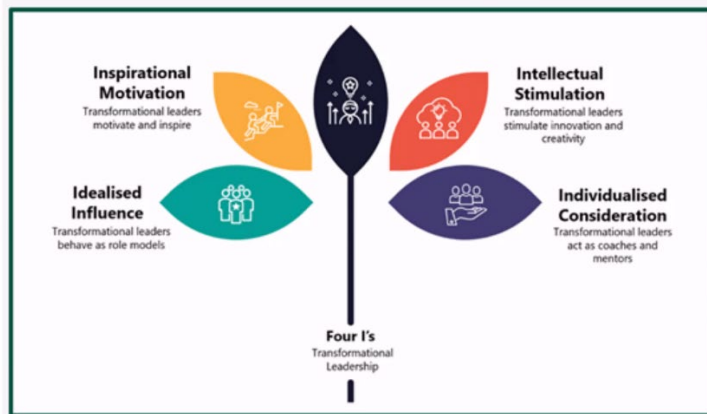 Inspirational
Motivation
Transformational leaders
motivate and inspire
Intellectual
Stimulation
Transformational leaders
stimulate innovation and
creativity
Idealised
Influence
Transformational leaders
behave as role models
Individualised
Consideration
Transformational leaders
act as coaches and
mentors
Four I's
Transformational
Leadership